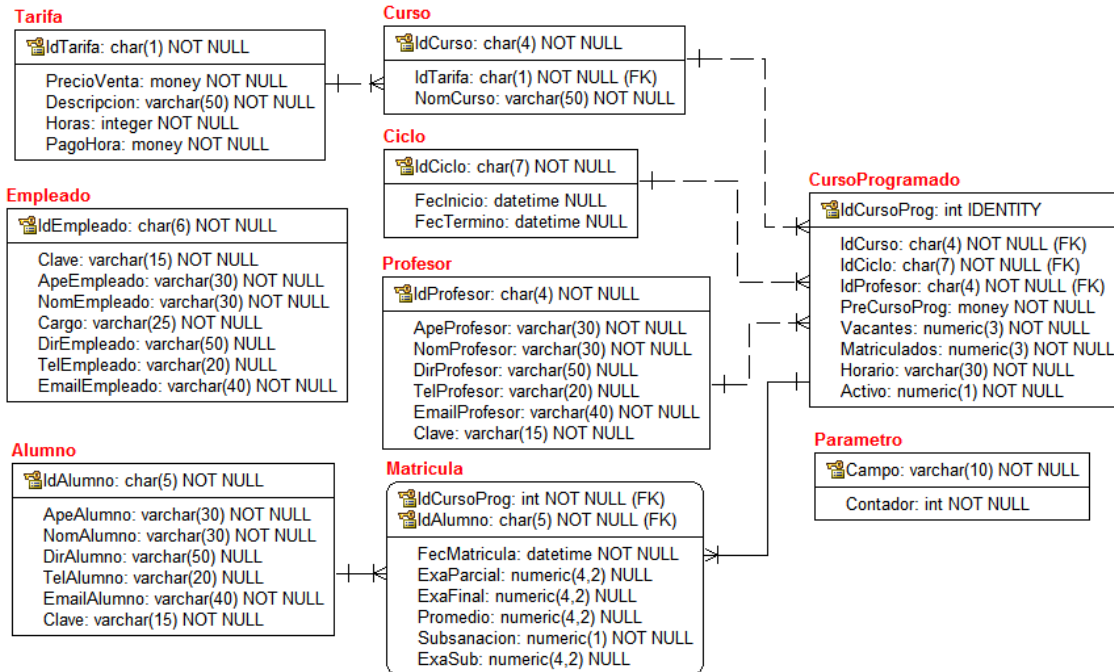 Tarifa
IdTarifa: char(1) NOT NULL
PrecioVenta: money NOT NULL
Descripcion: varchar(50) NOT NULL
Horas: integer NOT NULL
PagoHora: money NOT NULL
Curso
IdCurso: char(4) NOT NULL
IdTarifa: char(1) NOT NULL (FK)
NomCurso: varchar(50) NOT NULL
Ciclo
IdCiclo: char(7) NOT NULL
FecInicio: datetime NULL
FecTermino: datetime NULL
CursoProgramado
IdCursoProg: int IDENTITY
IdCurso: char(4) NOT NULL (FK)
IdCiclo: char(7) NOT NULL (FK)
IdProfesor: char(4) NOT NULL (FK)
PreCursoProg: money NOT NULL
Vacantes: numeric(3) NOT NULL
Matriculados: numeric(3) NOT NULL
Horario: varchar(30) NOT NULL
Activo: numeric(1) NOT NULL
Empleado
IdEmpleado: char(6) NOT NULL
Clave: varchar(15) NOT NULL
ApeEmpleado: varchar(30) NOT NULL
NomEmpleado: varchar(30) NOT NULL
Cargo: varchar(25) NOT NULL
DirEmpleado: varchar(50) NOT NULL
TelEmpleado: varchar(20) NOT NULL
EmailEmpleado: varchar(40) NOT NULL
Profesor
IdProfesor: char(4) NOT NULL
ApeProfesor: varchar(30) NOT NULL
NomProfesor: varchar(30) NOT NULL
DirProfesor: varchar(50) NULL
TelProfesor: varchar(20) NULL
EmailProfesor: varchar(40) NOT NULL
Clave: varchar(15) NOT NULL
Alumno
IdAlumno: char(5) NOT NULL
ApeAlumno: varchar(30) NOT NULL
NomAlumno: varchar(30) NOT NULL
DirAlumno: varchar(50) NULL
TelAlumno: varchar(20) NULL
EmailAlumno: varchar(40) NOT NULL
Clave: varchar(15) NOT NULL
Matricula
IdCursoProg: int NOT NULL (FK)
IdAlumno: char(5) NOT NULL (FK)
FecMatricula: datetime NOT NULL
ExaParcial: numeric(4,2) NULL
ExaFinal: numeric(4,2) NULL
Promedio: numeric(4,2) NULL
Subsanacion: numeric(1) NOT NULL
ExaSub: numeric(4,2) NULL
Parametro
Campo: varchar(10) NOT NULL
Contador: int NOT NULL